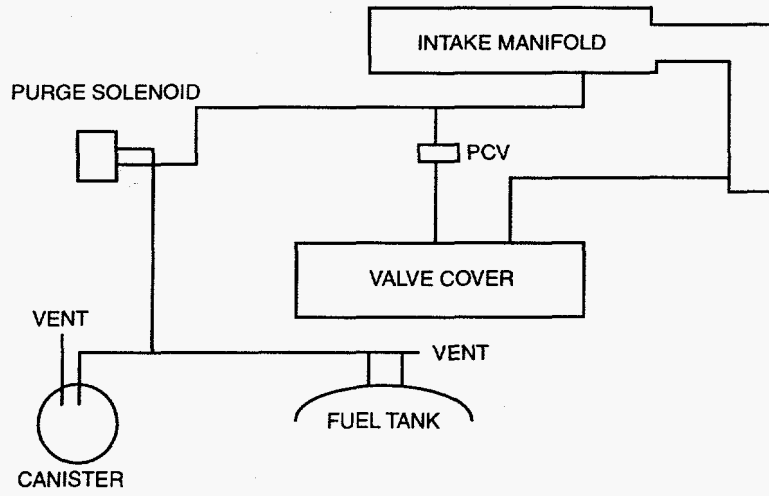 INTAKE MANIFOLD
PURGE SOLENOID
PCV
VALVE COVER
VENT
VENT
FUEL TANK
CANISTER